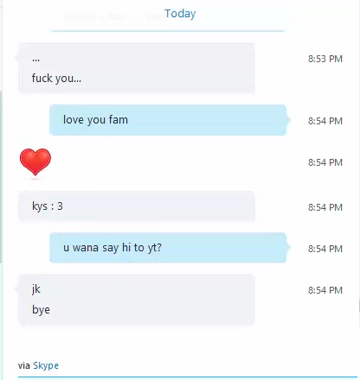 Today
...
8:53 PM
fuck you...
love you fam
8:54 PM
8:54 PM
kys : 3
8:54 PM
u wana say hi to yt?
8:54 PM
jk
8:54 PM
bye
via Skype